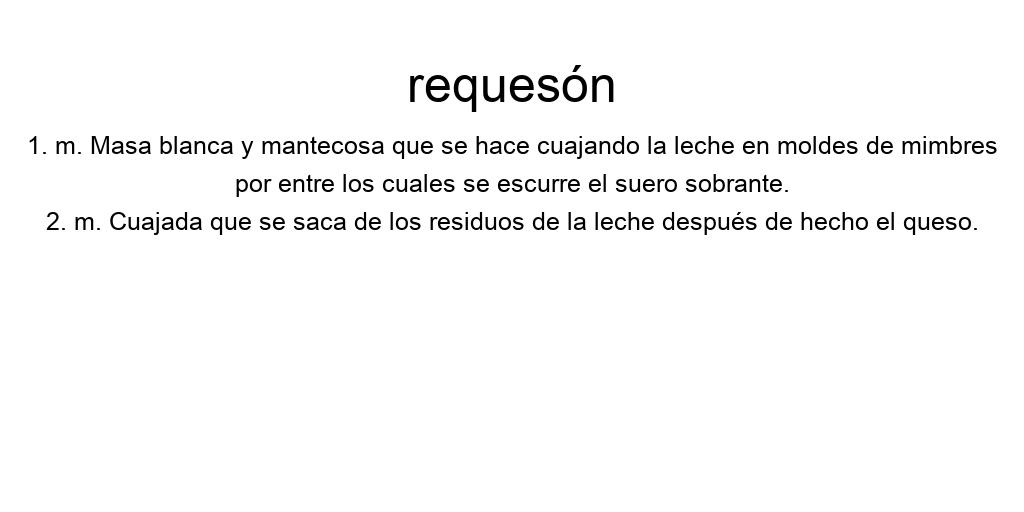 requesón
1. m. Masa blanca y mantecosa que se hace cuajando la leche en moldes de mimbres
por entre los cuales se escurre el suero sobrante.
2. m. Cuajada que se saca de los residuos de la leche después de hecho el queso.